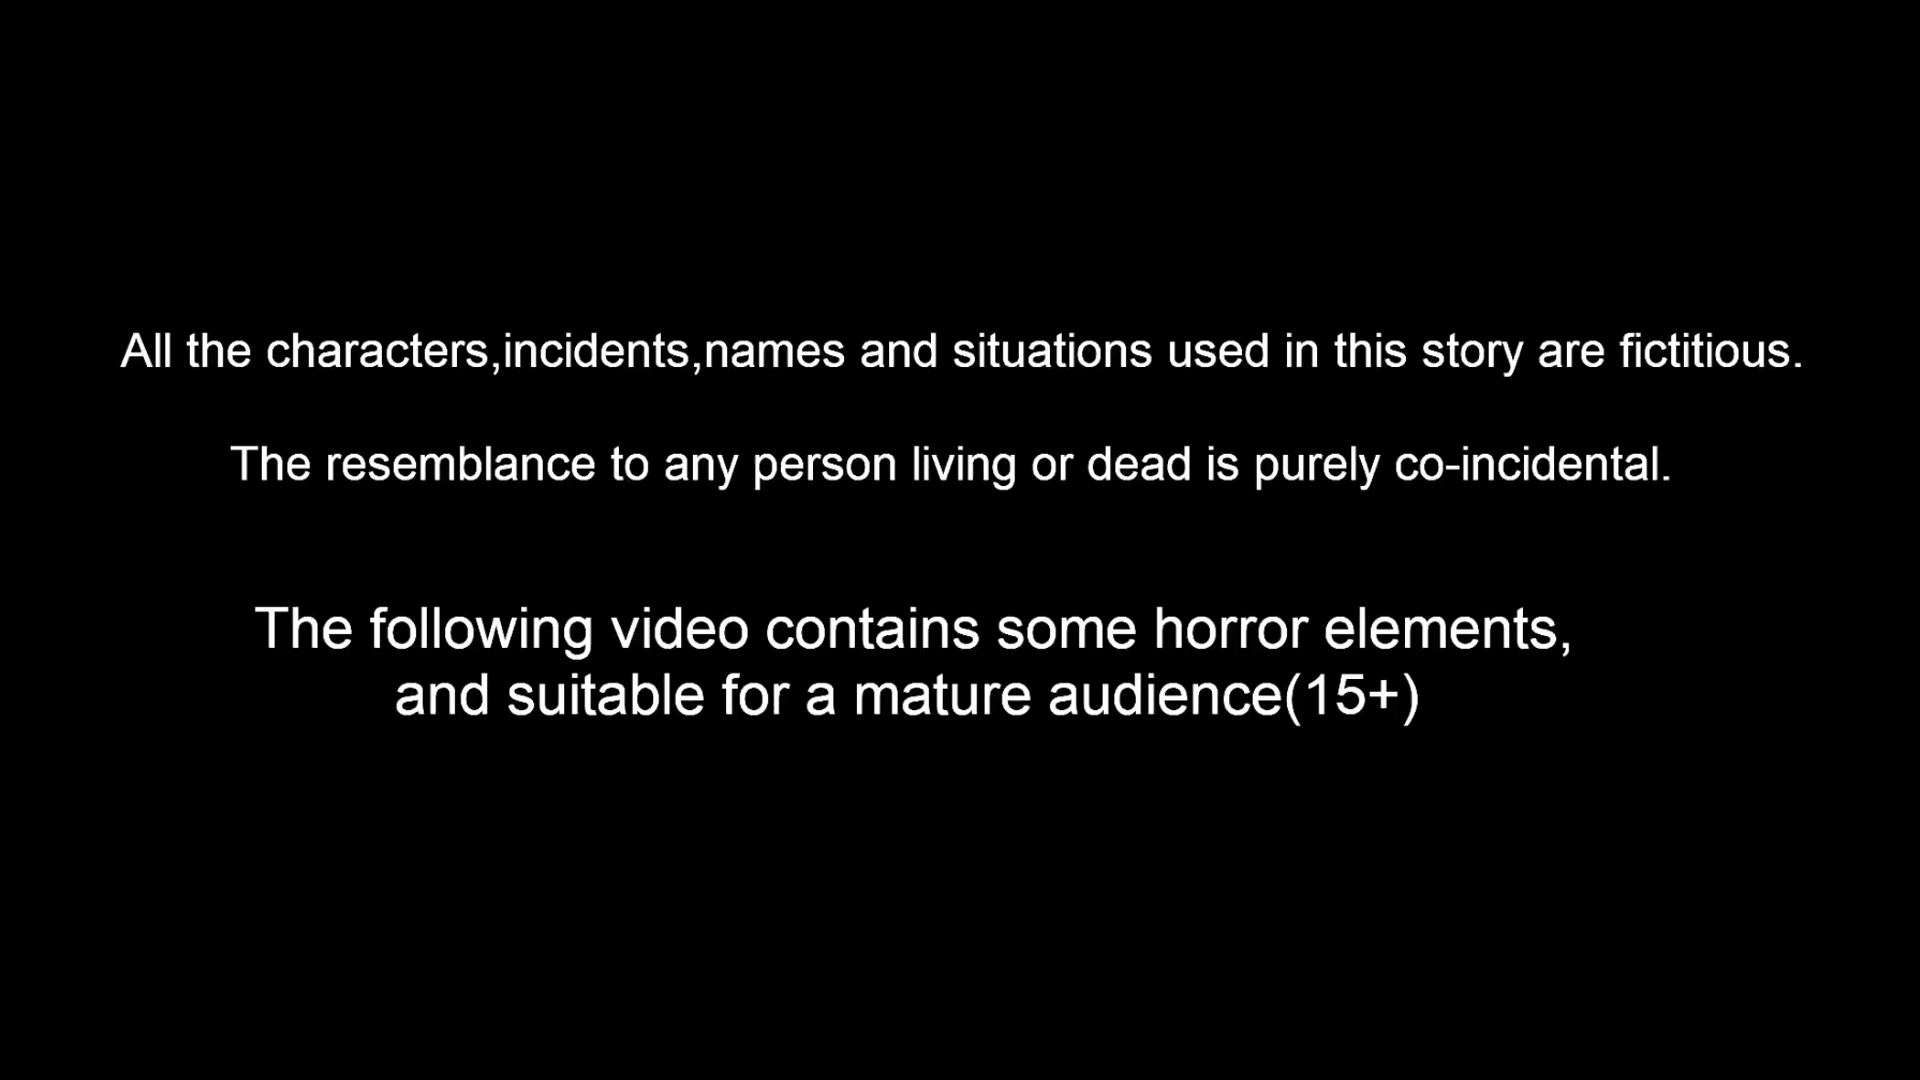 All the characters,incidents,names and situations used in this story are fictitious.
The resemblance to any person living or dead is purely co-incidental.
The following video contains some horror elements,
and suitable for a mature audience(15+)